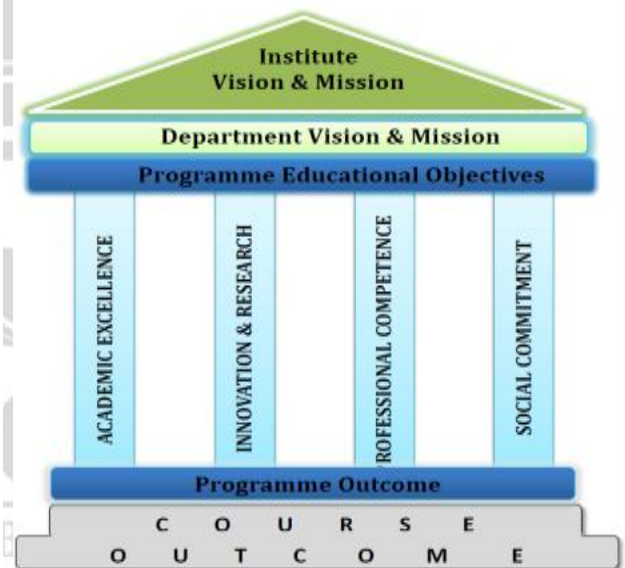 Institute
Vision & Mission
Department Vision & Mission
Programme Educational Objectives
ACADEMIC EXCELLENCE
INNOVATION & RESEARCH
PROFESSIONAL COMPETENCE
SOCIAL COMMITMENT
Programme Outcome
C O U R S E
O U T C O M E